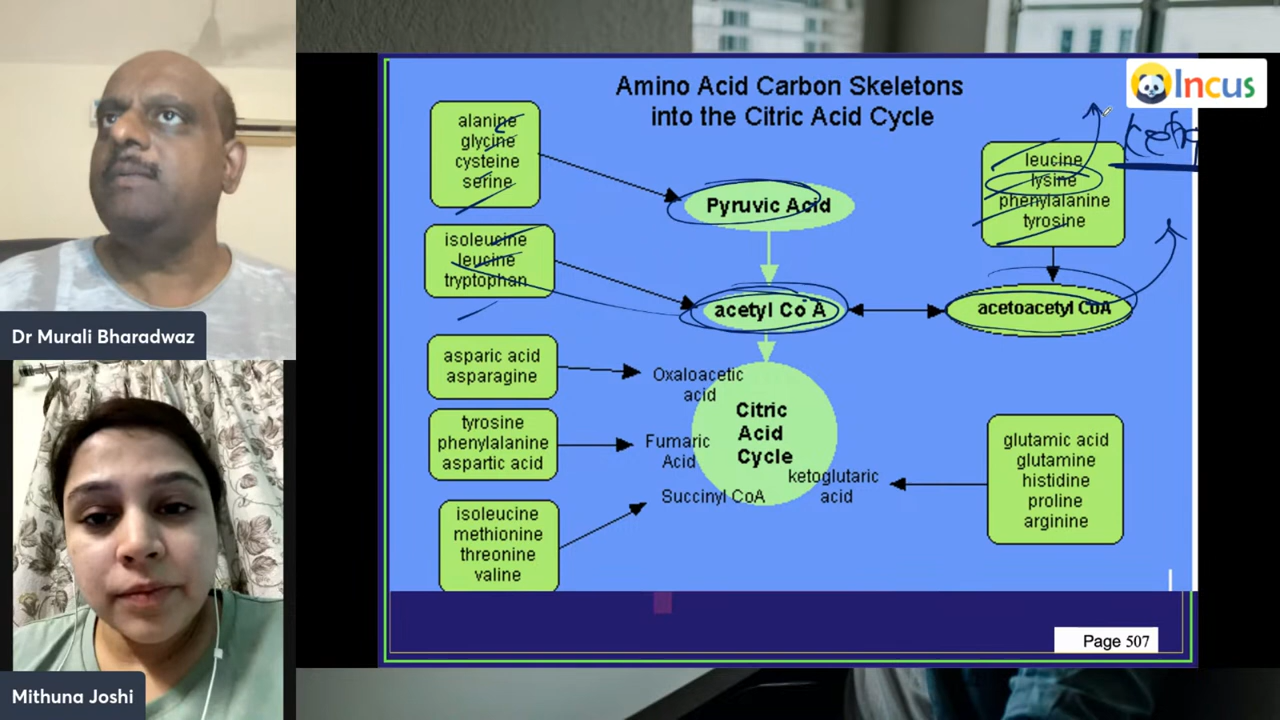 Incus
Amino Acid Carbon Skeletons
into the Citric Acid Cycle
alanine
glycine
cysteine
serine
Pyruvic Acid
leucine
lysine
phenylalanine
tyrosine
isoleucine
leucine
tryptophan
acetyl Co A
acetoacetyl CoA
Dr Murali Bharadwaz
asparic acid
asparagine
Oxaloacetic
acid
Citric
Acid
Cycle
tyrosine
phenylalanine
aspartic acid
Fumaric
Acid
ketoglutaric
acid
glutamic acid
glutamine
histidine
proline
arginine
Succinyl CoA
isoleucine
methionine
threonine
valine
Page 507
Mithuna Joshi